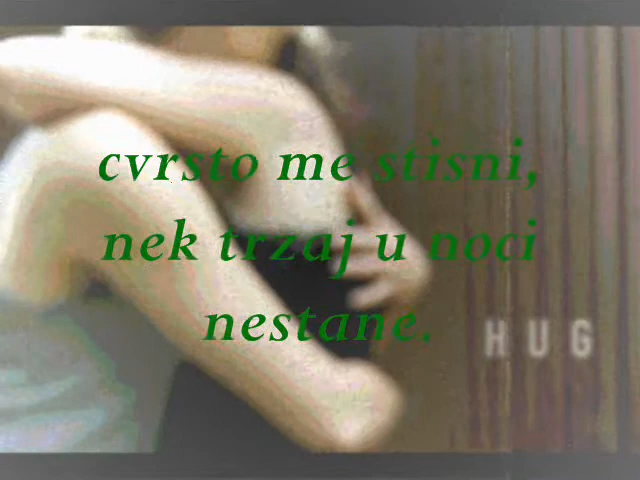 cvrsto me stisni,
nek trzaj u noci
nestane.
HUG